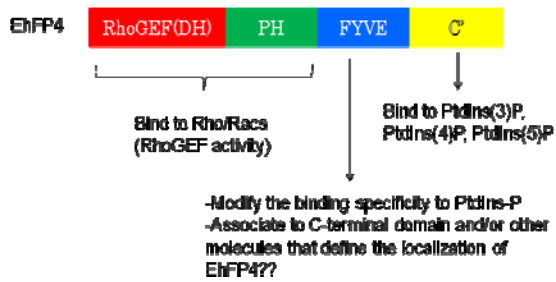 EhFP4
RhoGEF(DH) PH FYVE C'
Bind to Rho/Racs
(RhoGEF activity)
Bind to PtdIns(3)P,
PtdIns(4)P, PtdIns(5)P
-Modify the binding specificity to PtdIns-P
-Associate to C-terminal domain and/or other
molecules that define the localization of
EhFP4??